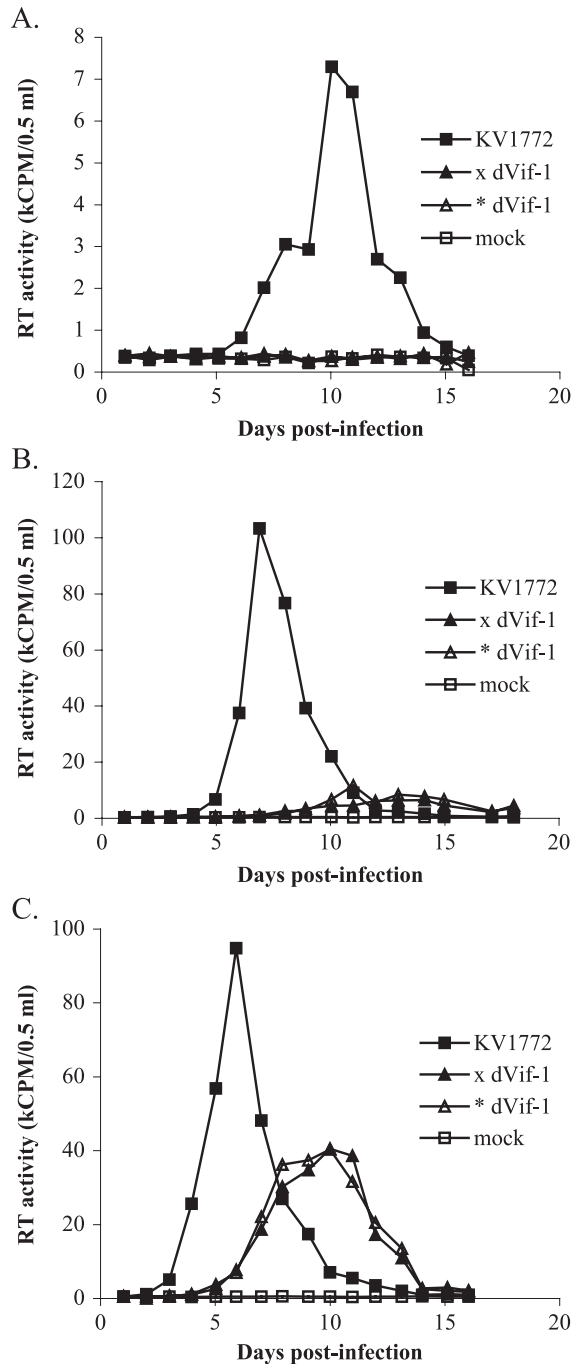 A.
8
7
6
5
4
3
2
1
0
RT activity (kCPM/0.5 ml)
KV1772
x dVif-1
* dVif-1
mock
0 5 10 15 20
Days post-infection
B.
120
100
80
60
40
20
0
RT activity (kCPM/0.5 ml)
KV1772
x dVif-1
* dVif-1
mock
0 5 10 15 20
Days post-infection
C.
100
80
60
40
20
0
RT activity (kCPM/0.5 ml)
KV1772
x dVif-1
* dVif-1
mock
0 5 10 15 20
Days post-infection